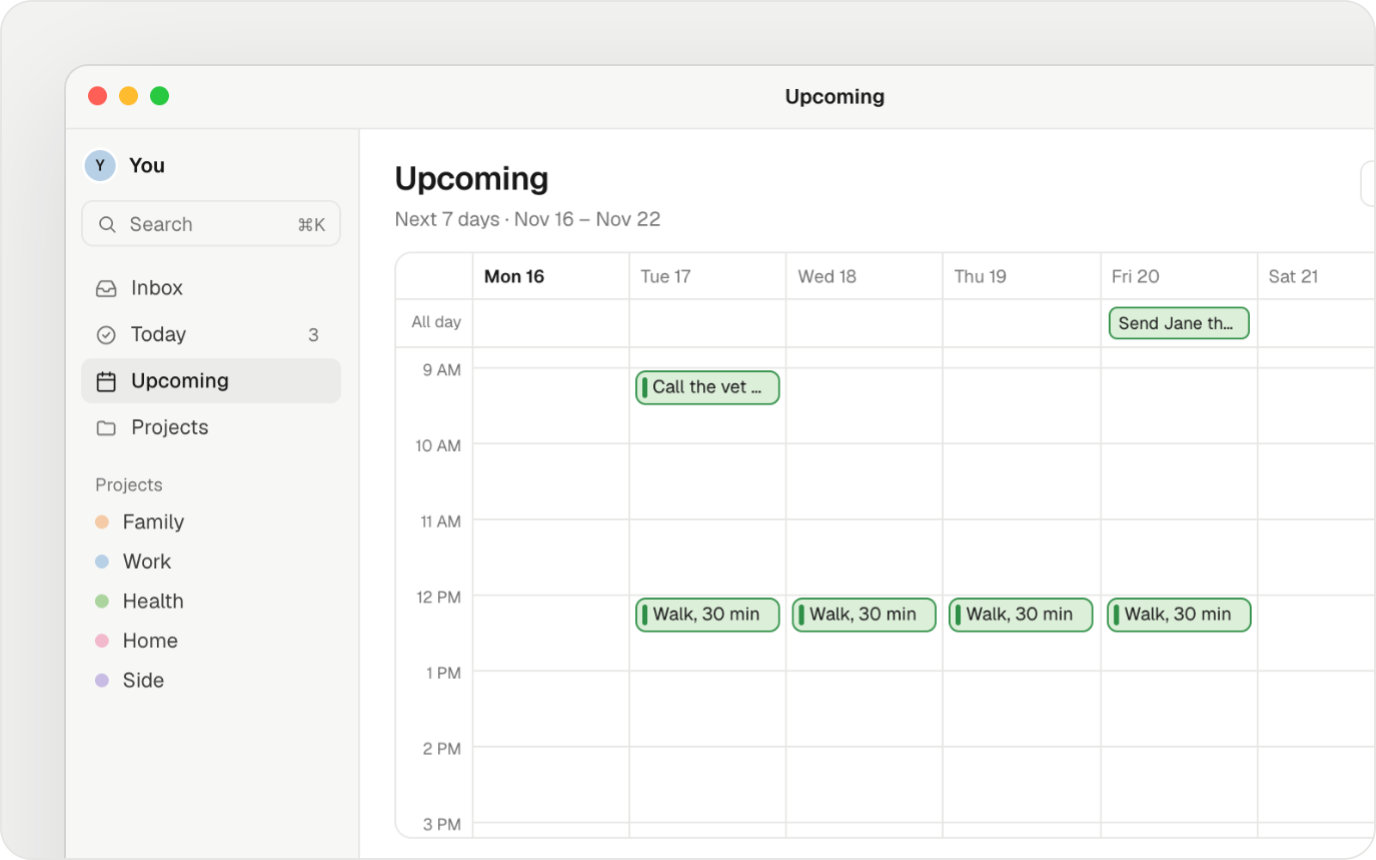 Upcoming
Y You
Search ⌘K
Inbox
Today 3
Upcoming
Projects
Projects
Family
Work
Health
Home
Side
Upcoming
Next 7 days · Nov 16 – Nov 22
Mon 16 Tue 17 Wed 18 Thu 19 Fri 20 Sat 21
All day Send Jane th...
9 AM
Call the vet ...
10 AM
11 AM
12 PM
Walk, 30 min Walk, 30 min Walk, 30 min Walk, 30 min
1 PM
2 PM
3 PM